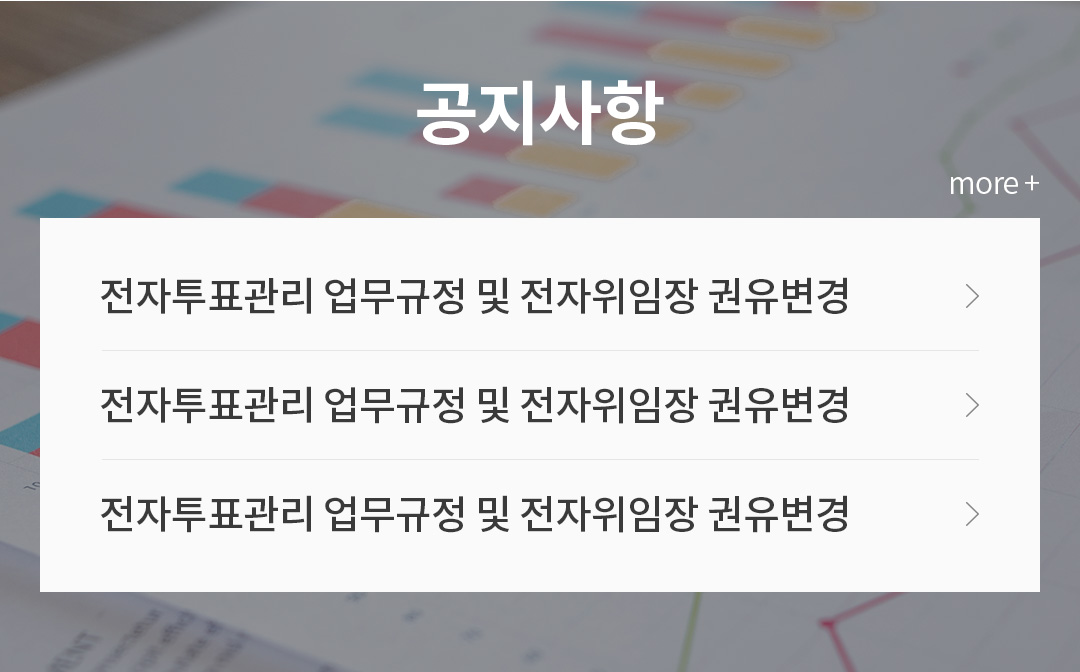 공지사항
more +
전자투표관리 업무규정 및 전자위임장 권유변경
전자투표관리 업무규정 및 전자위임장 권유변경
전자투표관리 업무규정 및 전자위임장 권유변경